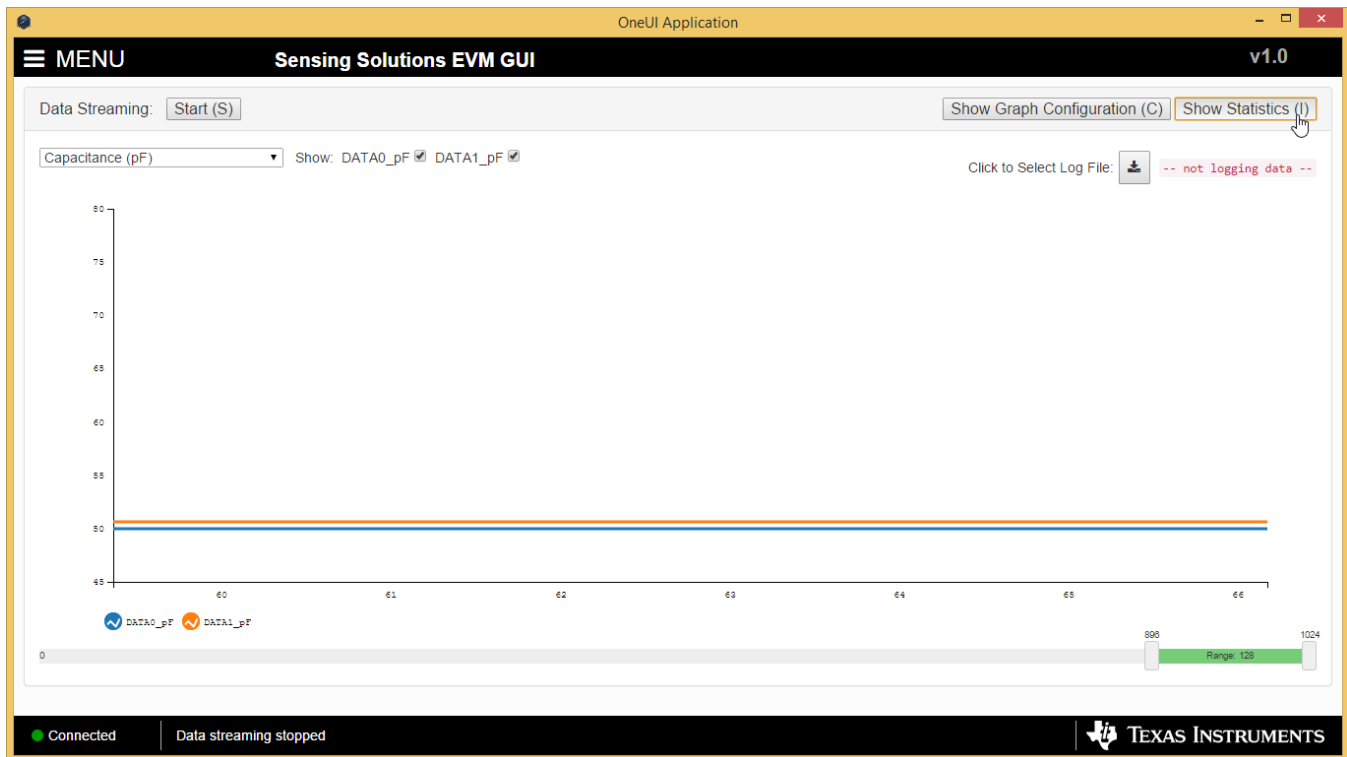 OneUI Application
MENU
Sensing Solutions EVM GUI
v1.0
Data Streaming: Start (S)
Show Graph Configuration (C) Show Statistics (I)
Capacitance (pF) Show: DATA0_pF DATA1_pF
Click to Select Log File: -- not logging data --
80
75
70
65
60
55
50
45
60 61 62 63 64 65 66
DATA0_pF DATA1_pF
896 1024
0 Range: 128
Connected Data streaming stopped
TEXAS INSTRUMENTS